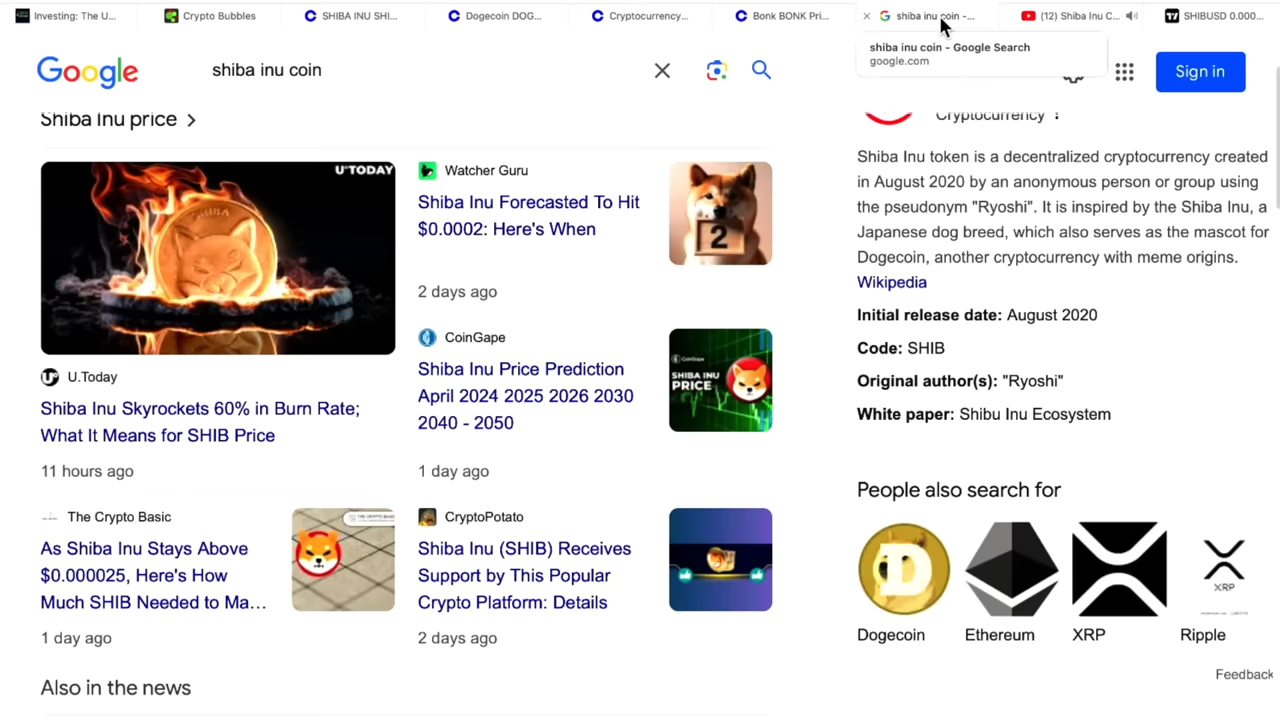 Investing: The U...
Crypto Bubbles
SHIBA INU SHI...
Dogecoin DOG...
Cryptocurrency...
Bonk BONK Pri...
shiba inu coin -...
(12) Shiba Inu C...
SHIBUSD 0.000...
shiba inu coin - Google Search
google.com
Google
shiba inu coin
Sign in
Shiba Inu price
Cryptocurrency
U TODAY
U.Today
Shiba Inu Skyrockets 60% in Burn Rate;
What It Means for SHIB Price
11 hours ago
Watcher Guru
Shiba Inu Forecasted To Hit
$0.0002: Here's When
2 days ago
2
CoinGape
Shiba Inu Price Prediction
April 2024 2025 2026 2030
2040 - 2050
1 day ago
CoinGape
SHIBA INU
PRICE
The Crypto Basic
As Shiba Inu Stays Above
$0.000025, Here's How
Much SHIB Needed to Ma...
1 day ago
CryptoPotato
Shiba Inu (SHIB) Receives
Support by This Popular
Crypto Platform: Details
2 days ago
Also in the news
Shiba Inu token is a decentralized cryptocurrency created
in August 2020 by an anonymous person or group using
the pseudonym "Ryoshi". It is inspired by the Shiba Inu, a
Japanese dog breed, which also serves as the mascot for
Dogecoin, another cryptocurrency with meme origins.
Wikipedia
Initial release date: August 2020
Code: SHIB
Original author(s): "Ryoshi"
White paper: Shibu Inu Ecosystem
People also search for
XRP
Dogecoin
Ethereum
XRP
Ripple
Feedback